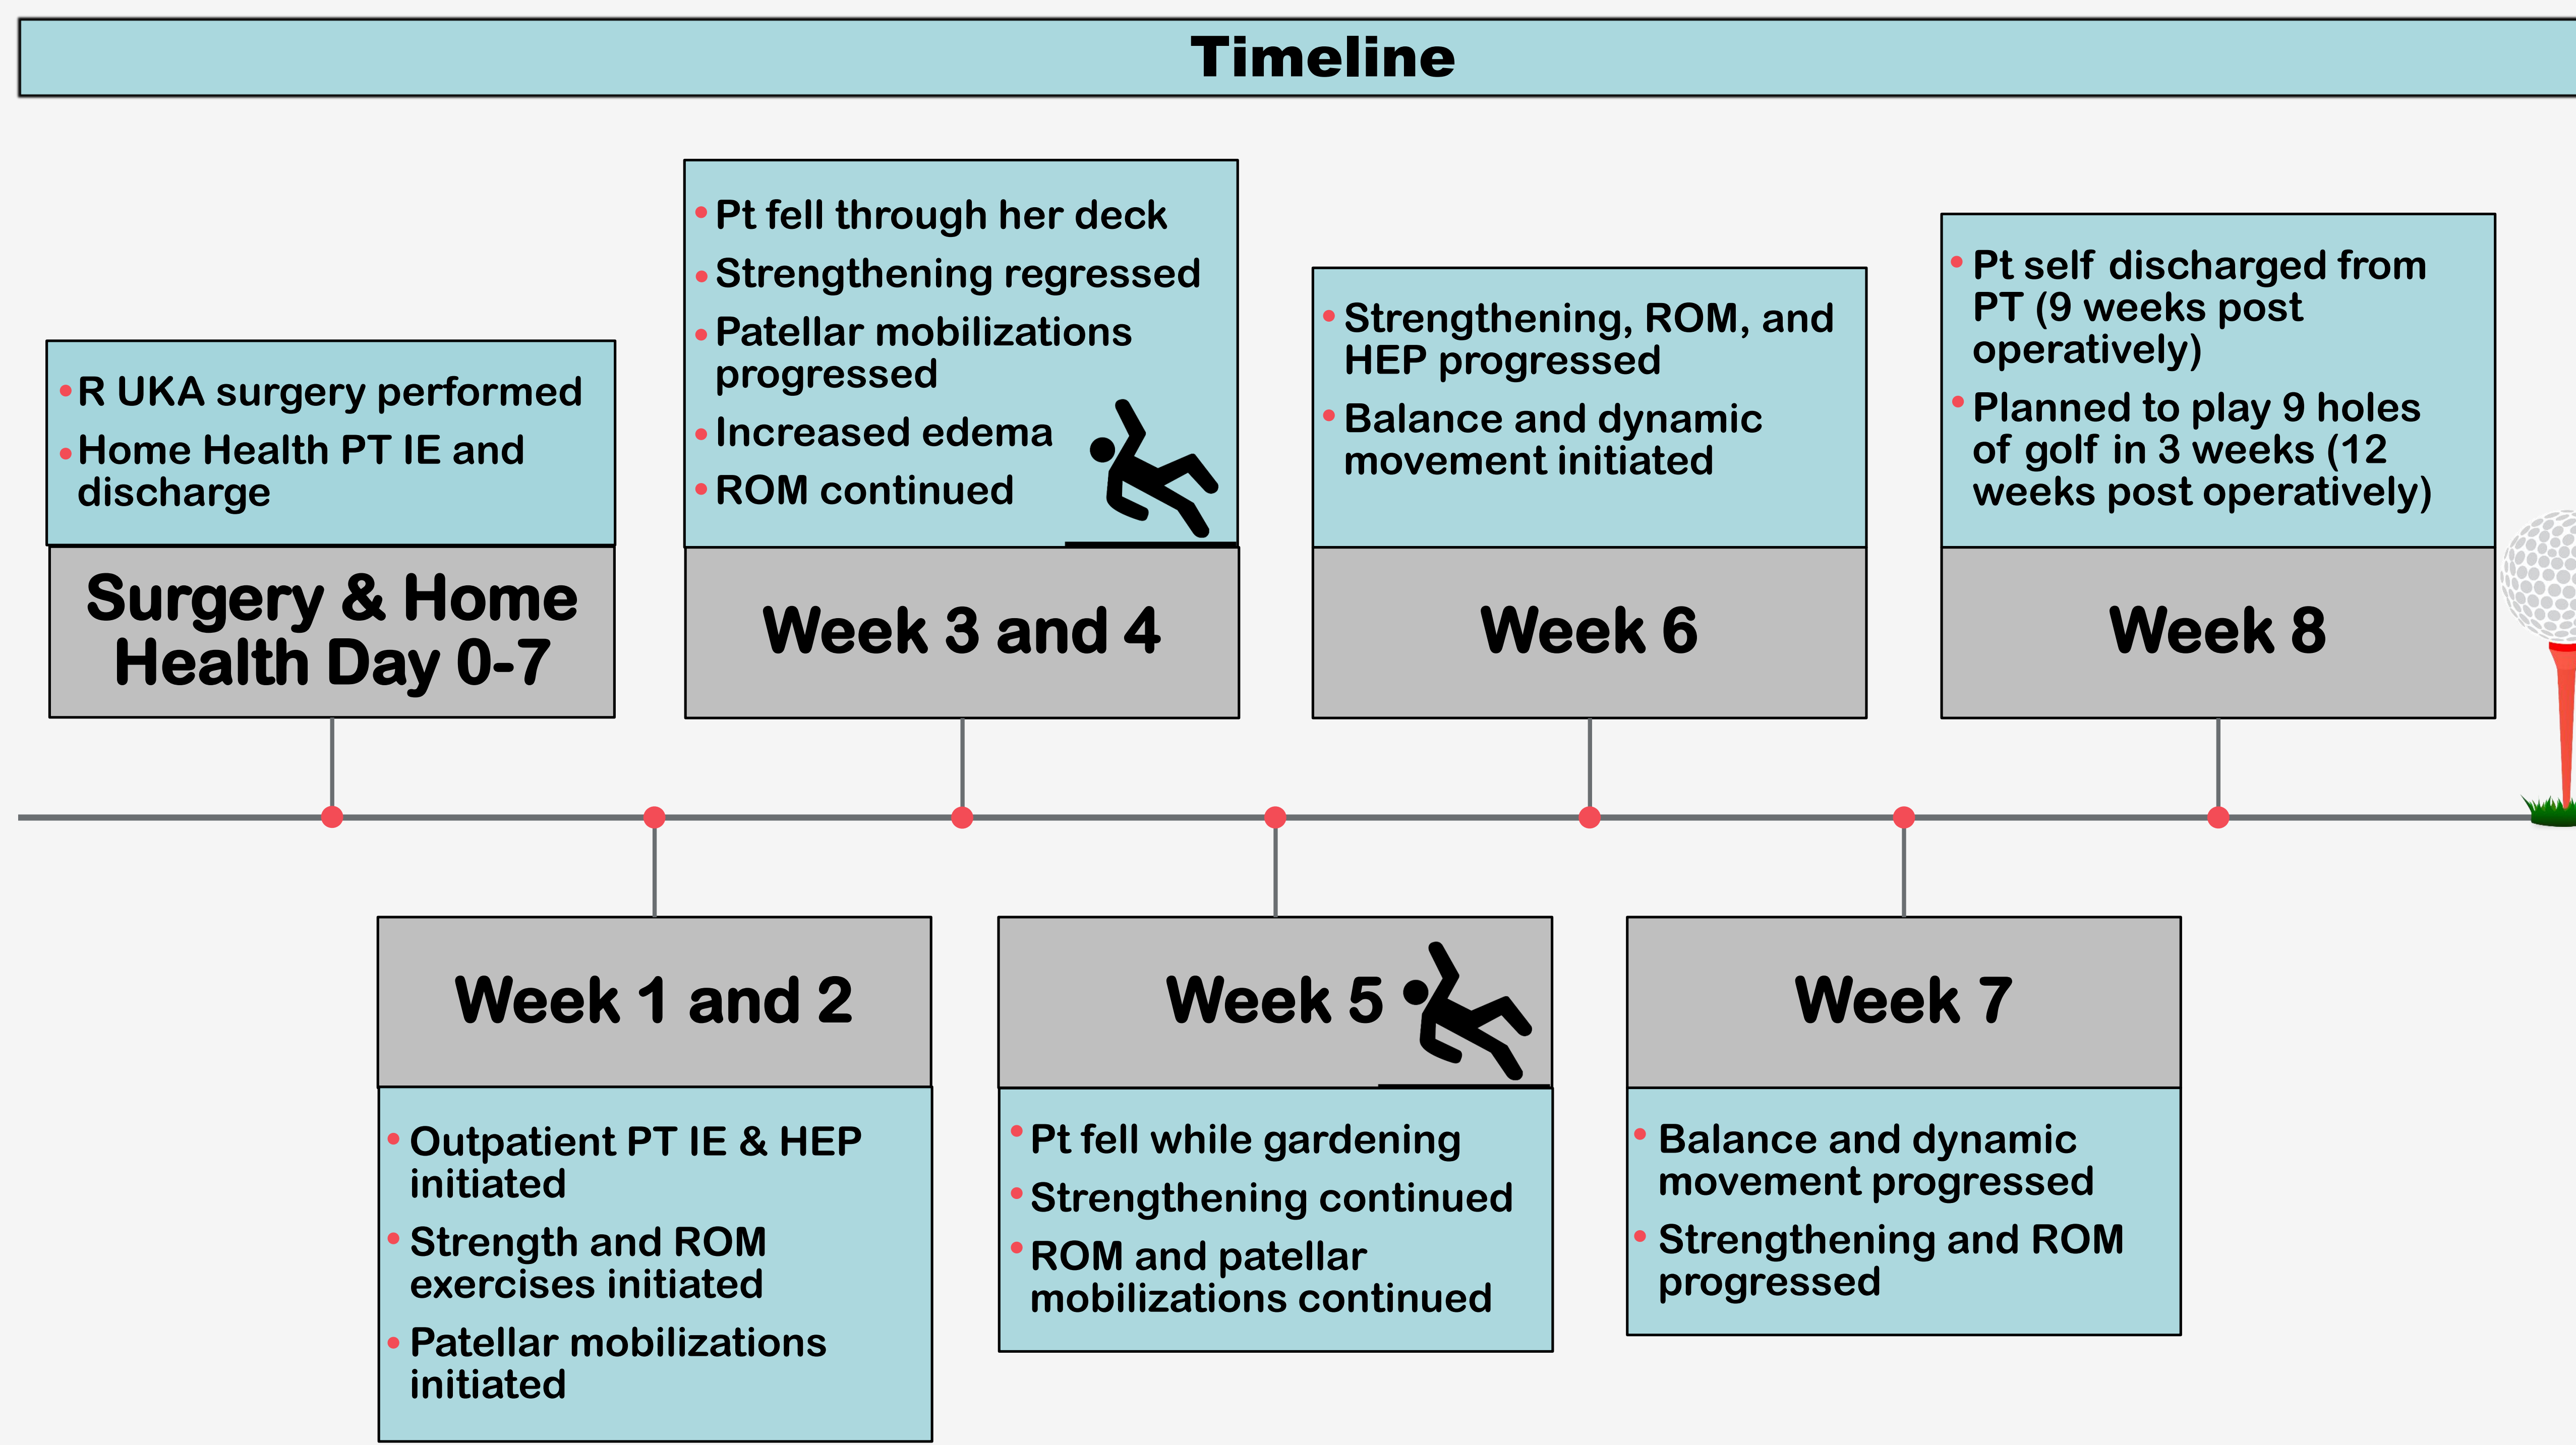 Timeline
•R UKA surgery performed
•Home Health PT IE and
discharge
Surgery & Home
Health Day 0-7
Outpatient PT IE & HEP
initiated
Strength and ROM
exercises initiated
Patellar mobilizations
initiated
Week 1 and 2
• Pt fell through her deck
• Strengthening regressed
• Patellar mobilizations
progressed
• Increased edema
• ROM continued
Week 3 and 4
Week 5
• Pt fell while gardening
• Strengthening continued
• ROM and patellar
mobilizations continued
• Strengthening, ROM, and
HEP progressed
• Balance and dynamic
movement initiated
Week 6
Week 7
• Balance and dynamic
movement progressed
• Strengthening and ROM
progressed
• Pt self discharged from
PT (9 weeks post
operatively)
• Planned to play 9 holes
of golf in 3 weeks (12
weeks post operatively)
Week 8